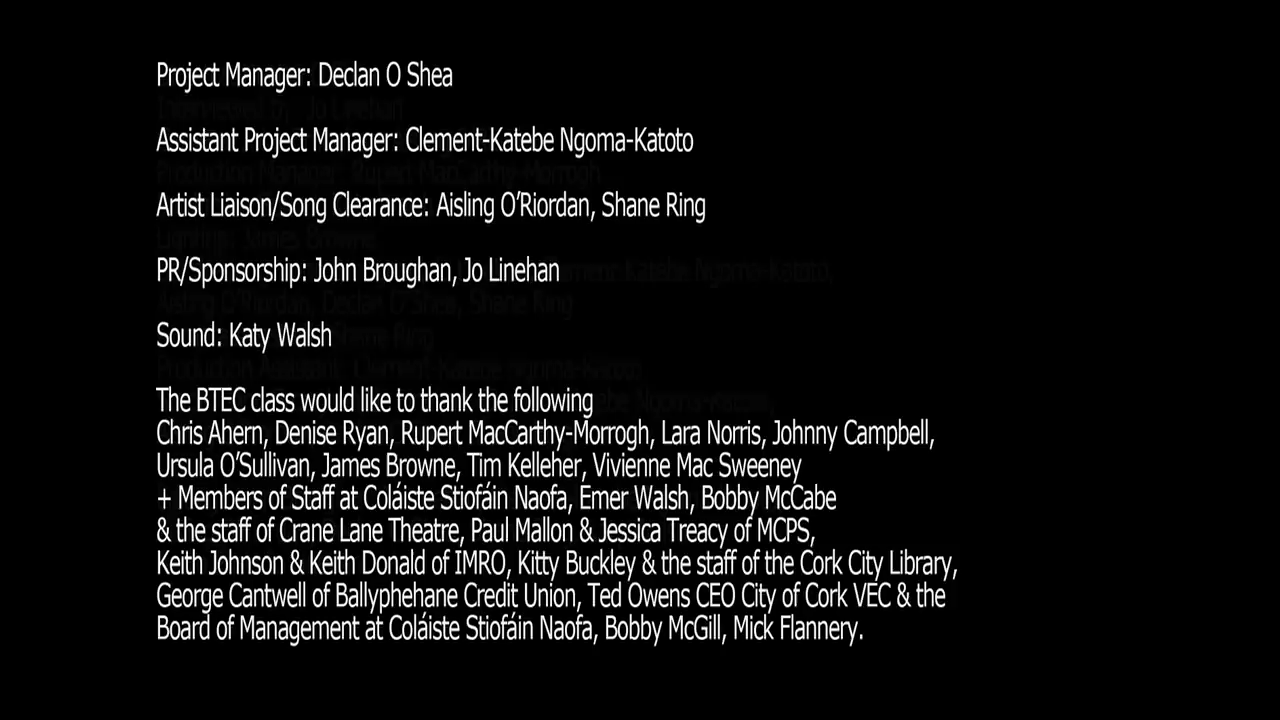 Project Manager: Declan O Shea
Assistant Project Manager: Clement-Katebe Ngoma-Katoto
Artist Liaison/Song Clearance: Aisling O'Riordan, Shane Ring
PR/Sponsorship: John Broughan, Jo Linehan
Sound: Katy Walsh
The BTEC class would like to thank the following
Chris Ahern, Denise Ryan, Rupert MacCarthy-Morrogh, Lara Norris, Johnny Campbell,
Ursula O'Sullivan, James Browne, Tim Kelleher, Vivienne Mac Sweeney
+ Members of Staff at Coláiste Stiofáin Naofa, Emer Walsh, Bobby McCabe
& the staff of Crane Lane Theatre, Paul Mallon & Jessica Treacy of MCPS,
Keith Johnson & Keith Donald of IMRO, Kitty Buckley & the staff of the Cork City Library,
George Cantwell of Ballyphehane Credit Union, Ted Owens CEO City of Cork VEC & the
Board of Management at Coláiste Stiofáin Naofa, Bobby McGill, Mick Flannery.